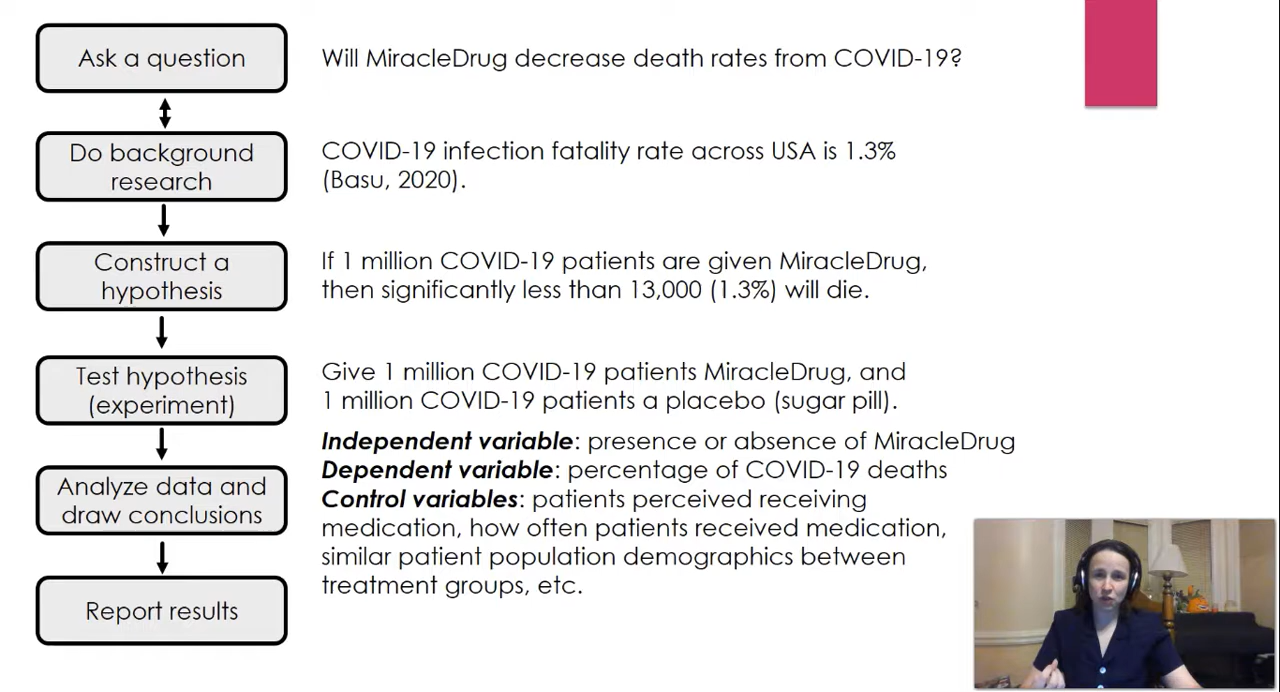 Ask a question
Will MiracleDrug decrease death rates from COVID-19?
Do background
research
COVID-19 infection fatality rate across USA is 1.3%
(Basu, 2020).
Construct a
hypothesis
If 1 million COVID-19 patients are given MiracleDrug,
then significantly less than 13,000 (1.3%) will die.
Test hypothesis
(experiment)
Give 1 million COVID-19 patients MiracleDrug, and
1 million COVID-19 patients a placebo (sugar pill).
Independent variable: presence or absence of MiracleDrug
Dependent variable: percentage of COVID-19 deaths
Control variables: patients perceived receiving
medication, how often patients received medication,
similar patient population demographics between
treatment groups, etc.
Analyze data and
draw conclusions
Report results